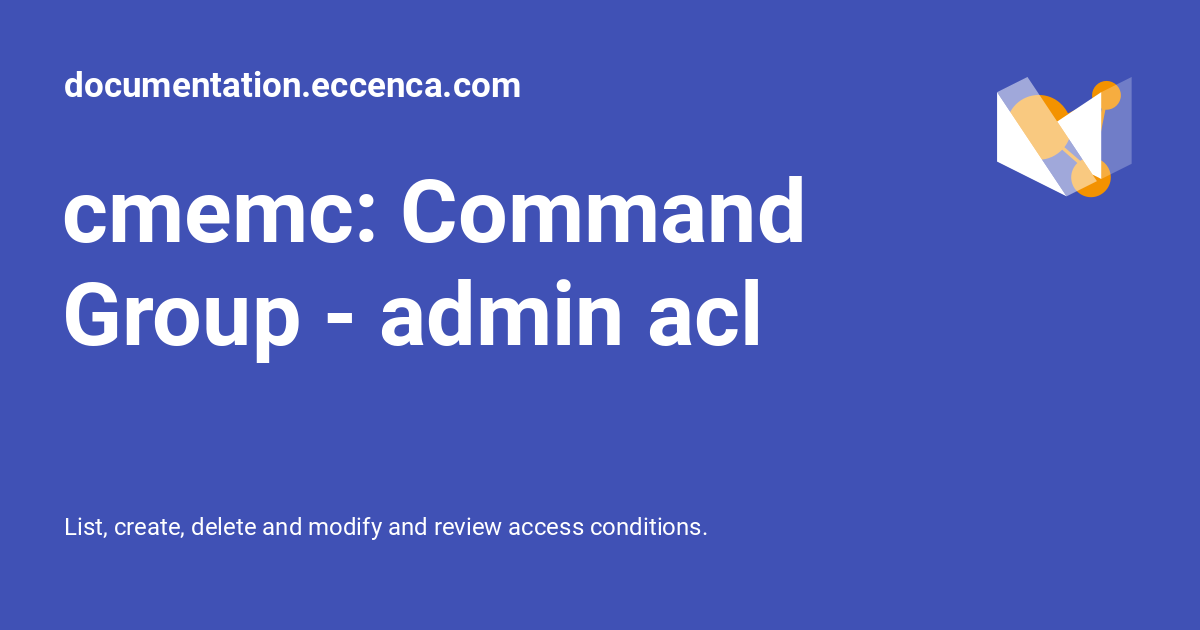 documentation.eccenca.com
cmemc: Command
Group - admin acl
List, create, delete and modify and review access conditions.